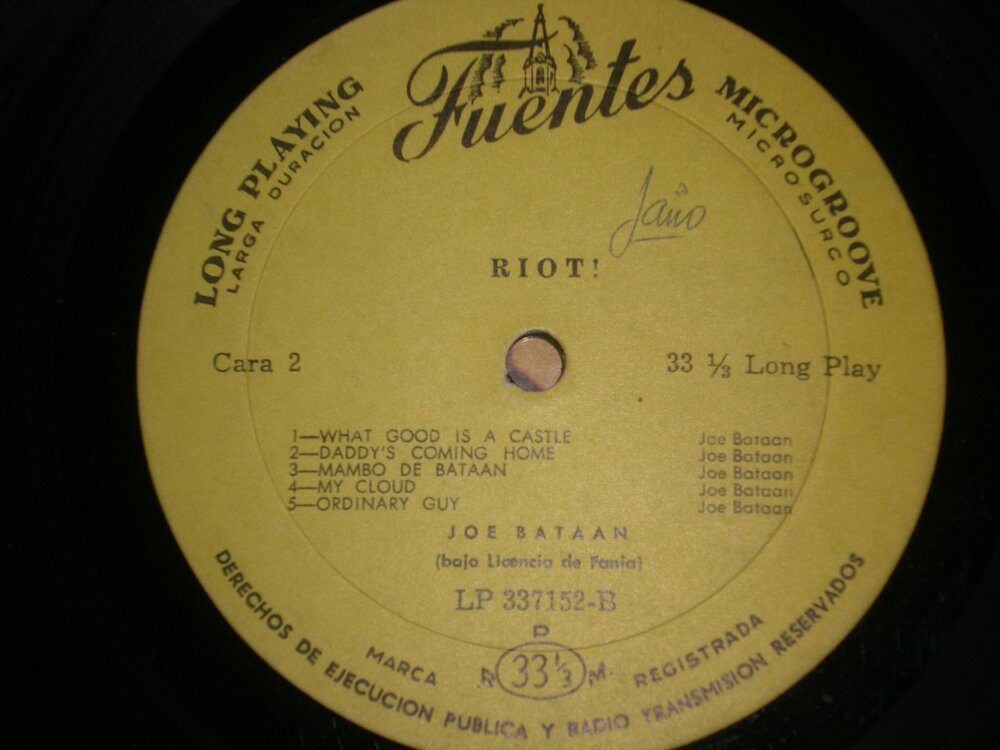 Fuentes
LONG PLAYING
LARGA DURACION
MICROGROOVE
MICROSURCO
RIOT!
Cara 2
33 ⅓ Long Play
1—WHAT GOOD IS A CASTLE Joe Bataan
2—DADDY'S COMING HOME Joe Bataan
3—MAMBO DE BATAAN Joe Bataan
4—MY CLOUD Joe Bataan
5—ORDINARY GUY Joe Bataan
JOE BATAAN
(bajo Licencia de Fania)
LP 337152-B
MARCA REGISTRADA
R 33 ⅓ P M.
DERECHOS DE EJECUCION PUBLICA Y RADIO TRANSMISION RESERVADOS